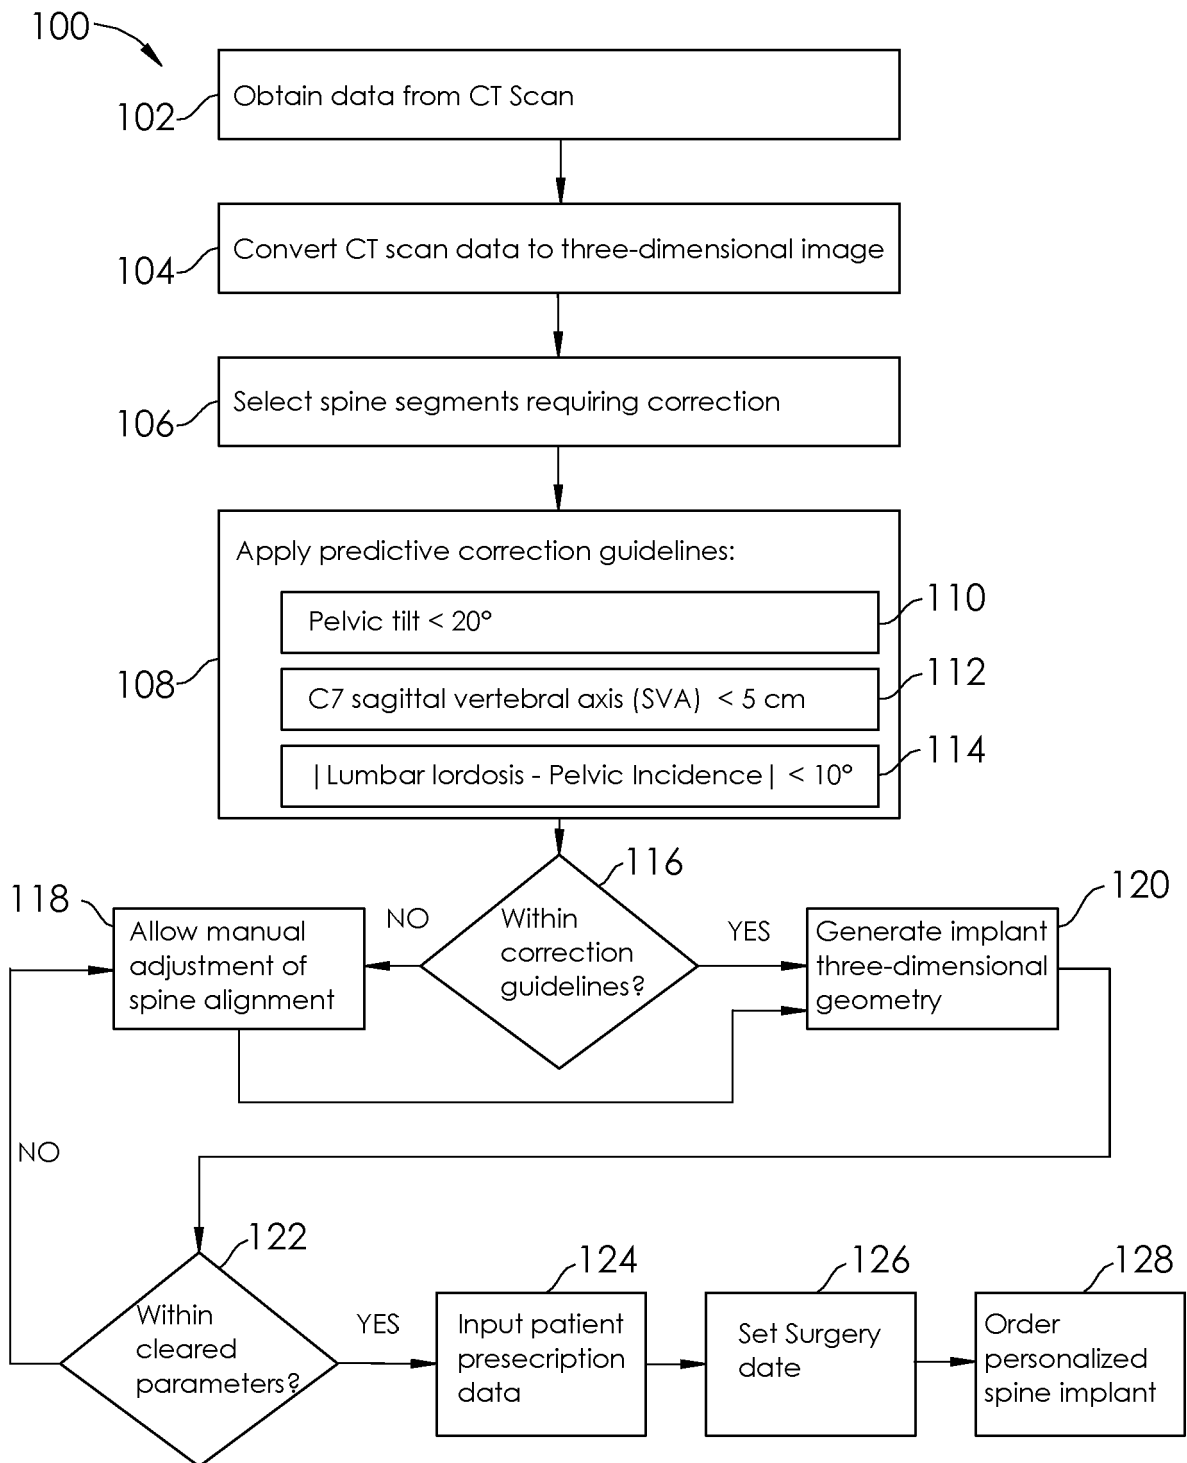 100
Obtain data from CT Scan
102
Convert CT scan data to three-dimensional image
104
Select spine segments requiring correction
106
Apply predictive correction guidelines:
108
Pelvic tilt < 20°
110
C7 sagittal vertebral axis (SVA) < 5 cm
112
|Lumbar lordosis - Pelvic Incidence| < 10°
114
116
Within
correction
guidelines?
NO
YES
118
Allow manual
adjustment of
spine alignment
120
Generate implant
three-dimensional
geometry
NO
122
Within
cleared
parameters?
YES
124
Input patient
presecription
data
126
Set Surgery
date
128
Order
personalized
spine implant